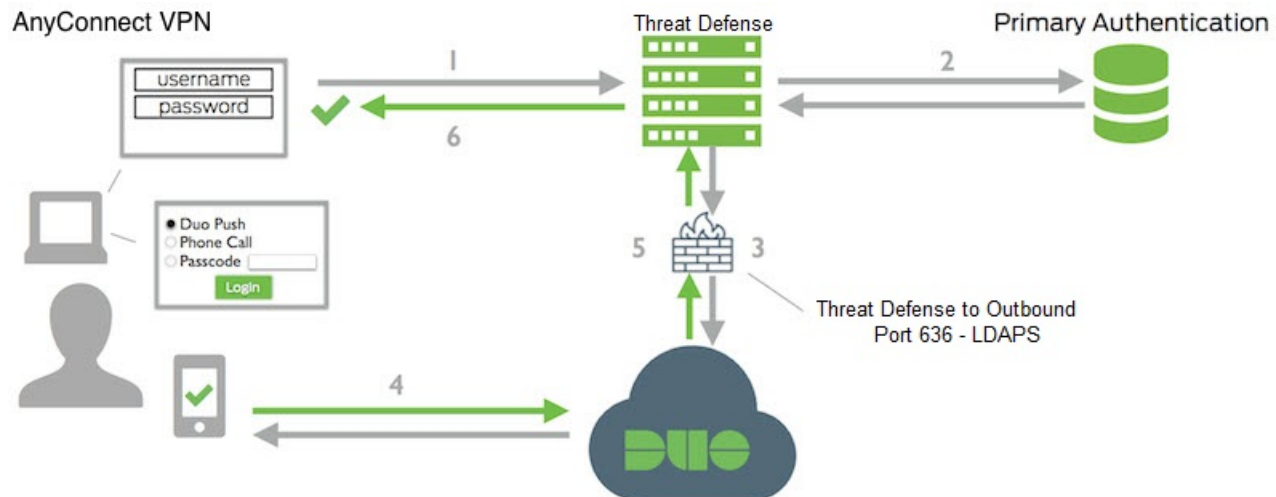 AnyConnect VPN
Threat Defense
Primary Authentication
username
password
1
2
6
Duo Push
Phone Call
Passcode
Login
5
3
Threat Defense to Outbound
Port 636 - LDAPS
4
DUO